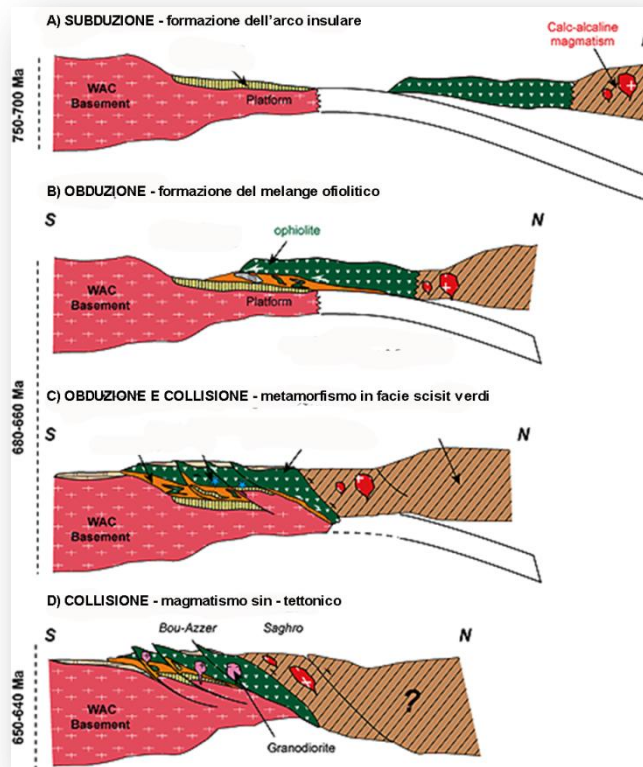 A) SUBDUZIONE - formazione dell'arco insulare
Calc-alcaline
magmatism
WAC
Basement
Platform
750-700 Ma
B) OBDUZIONE - formazione del melange ofiolitico
S
N
ophiolite
WAC
Basement
Platform
680-660 Ma
C) OBDUZIONE E COLLISIONE - metamorfismo in facie scisit verdi
S
N
WAC
Basement
D) COLLISIONE - magmatismo sin - tettonico
S
Bou-Azzer
Saghro
N
WAC
Basement
?
Granodiorite
650-640 Ma